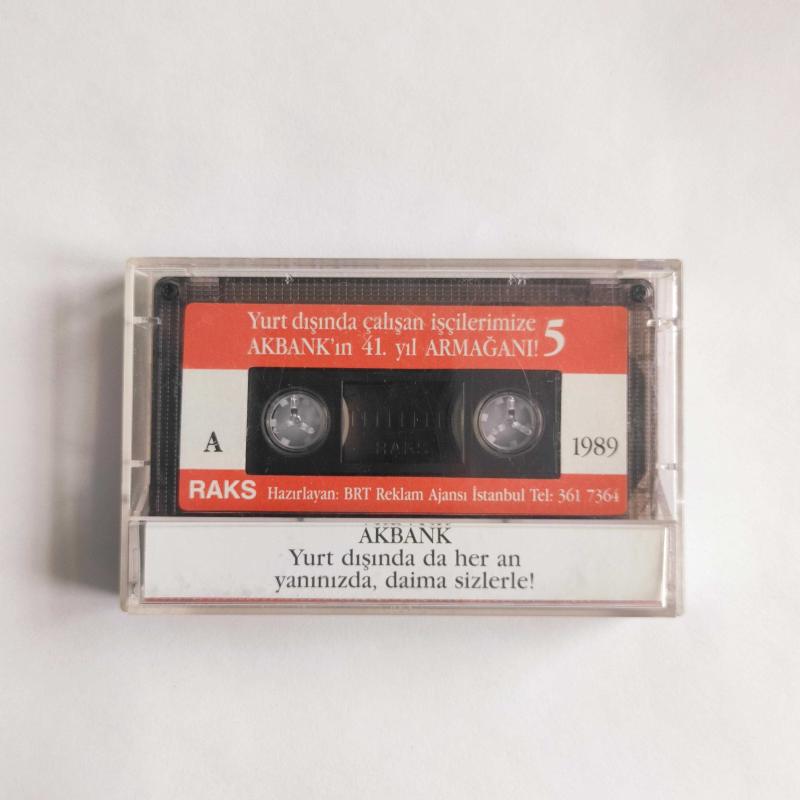 Yurt dışında çalışan işçilerimize
AKBANK'ın 41. yıl ARMAĞANI! 5
A
RAKS
1989
RAKS Hazırlayan: BRT Reklam Ajansı İstanbul Tel: 361 7364
AKBANK
Yurt dışında da her an
yanınızda, daima sizlerle!